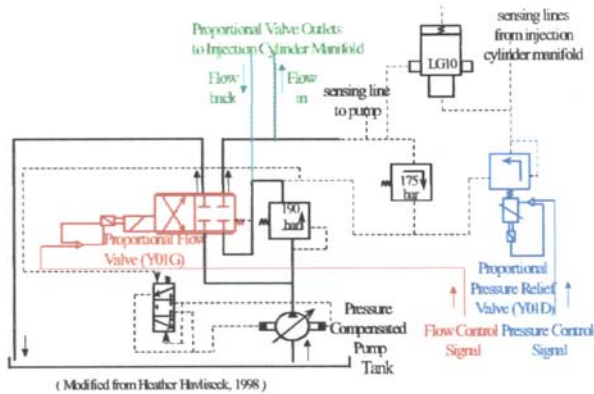 Proportional Valve Outlets
to Injection Cylinder Manifold
Flow
back
Flow
in
sensing line
to pump
LG10
sensing lines
from injection
cylinder manifold
175
bar
190
bar
Proportional Flow
Valve (Y01G)
Proportional
Pressure Relief
Valve (Y01D)
Pressure
Compensated
Pump
Tank
Flow Control
Signal
Pressure Control
Signal
( Modified from Heather Havliseck, 1998 )